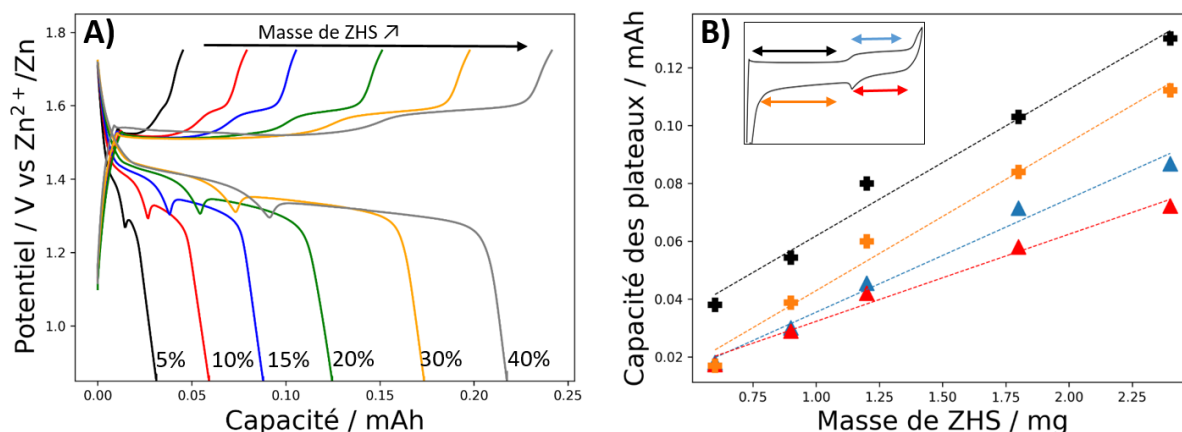 A)
Masse de ZHS ↗
Potentiel / V vs Zn²⁺/Zn
1.8
1.6
1.4
1.2
1.0
5% 10% 15% 20% 30% 40%
0.00 0.05 0.10 0.15 0.20 0.25
Capacité / mAh
B)
Capacité des plateaux / mAh
0.12
0.10
0.08
0.06
0.04
0.02
0.75 1.00 1.25 1.50 1.75 2.00 2.25
Masse de ZHS / mg